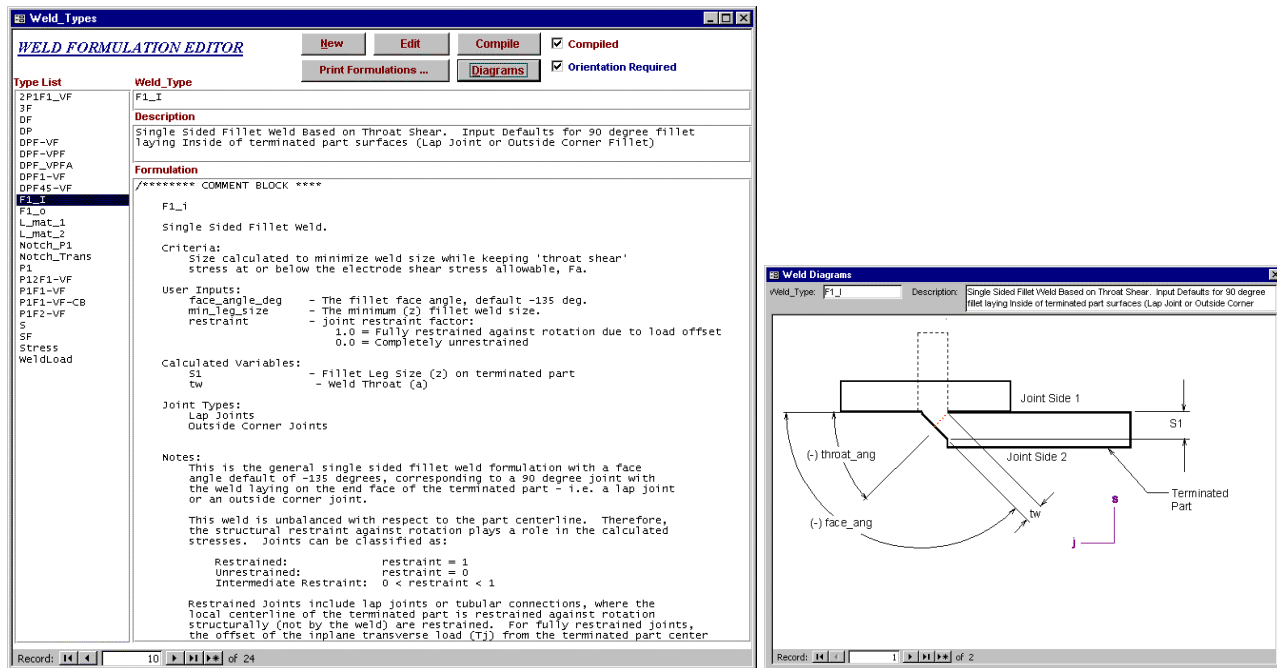 Weld_Types
WELD FORMULATION EDITOR
New
Edit
Compile
Compiled
Print Formulations ...
Diagrams
Orientation Required
Type List
2P1F1_VF
3F
DF
DP
DPF-VF
DPF-VPF
DPF_VPFA
DPF1-VF
DPF45-VF
F1_I
F1_o
L_mat_1
L_mat_2
Notch_P1
Notch_Trans
P1
P12F1-VF
P1F1-VF
P1F1-VF-CB
P1F2-VF
S
SF
Stress
WeldLoad
Weld_Type
F1_I
Description
Single Sided Fillet Weld Based on Throat Shear.  Input Defaults for 90 degree fillet
laying Inside of terminated part surfaces (Lap Joint or Outside Corner Fillet)
Formulation
/******** COMMENT BLOCK ****
F1_i
Single Sided Fillet Weld.
Criteria:
Size calculated to minimize weld size while keeping 'throat shear'
stress at or below the electrode shear stress allowable, Fa.
User Inputs:
face_angle_deg - The fillet face angle, default -135 deg.
min_leg_size - The minimum (z) fillet weld size.
restraint - joint restraint factor:
1.0 = Fully restrained against rotation due to load offset
0.0 = Completely unrestrained
Calculated Variables:
S1 - Fillet Leg Size (z) on terminated part
tw - Weld Throat (a)
Joint Types:
Lap Joints
Outside Corner Joints
Notes:
This is the general single sided fillet weld formulation with a face
angle default of -135 degrees, corresponding to a 90 degree joint with
the weld laying on the end face of the terminated part - i.e. a lap joint
or an outside corner joint.
This weld is unbalanced with respect to the part centerline.  Therefore,
the structural restraint against rotation plays a role in the calculated
stresses.  Joints can be classified as:
Restrained: restraint = 1
Unrestrained: restraint = 0
Intermediate Restraint: 0 < restraint < 1
Restrained Joints include lap joints or tubular connections, where the
local centerline of the terminated part is restrained against rotation
structurally (not by the weld) are restrained.  For fully restrained joints,
the offset of the inplane transverse load (Tj) from the terminated part center
Record: 10 of 24
Weld Diagrams
Weld_Type: F1_I Description: Single Sided Fillet Weld Based on Throat Shear.  Input Defaults for 90 degree
fillet laying Inside of terminated part surfaces (Lap Joint or Outside Corner
Joint Side 1
S1
(-) throat_ang
Joint Side 2
Terminated
Part
s
tw
(-) face_ang
j
Record: 1 of 2